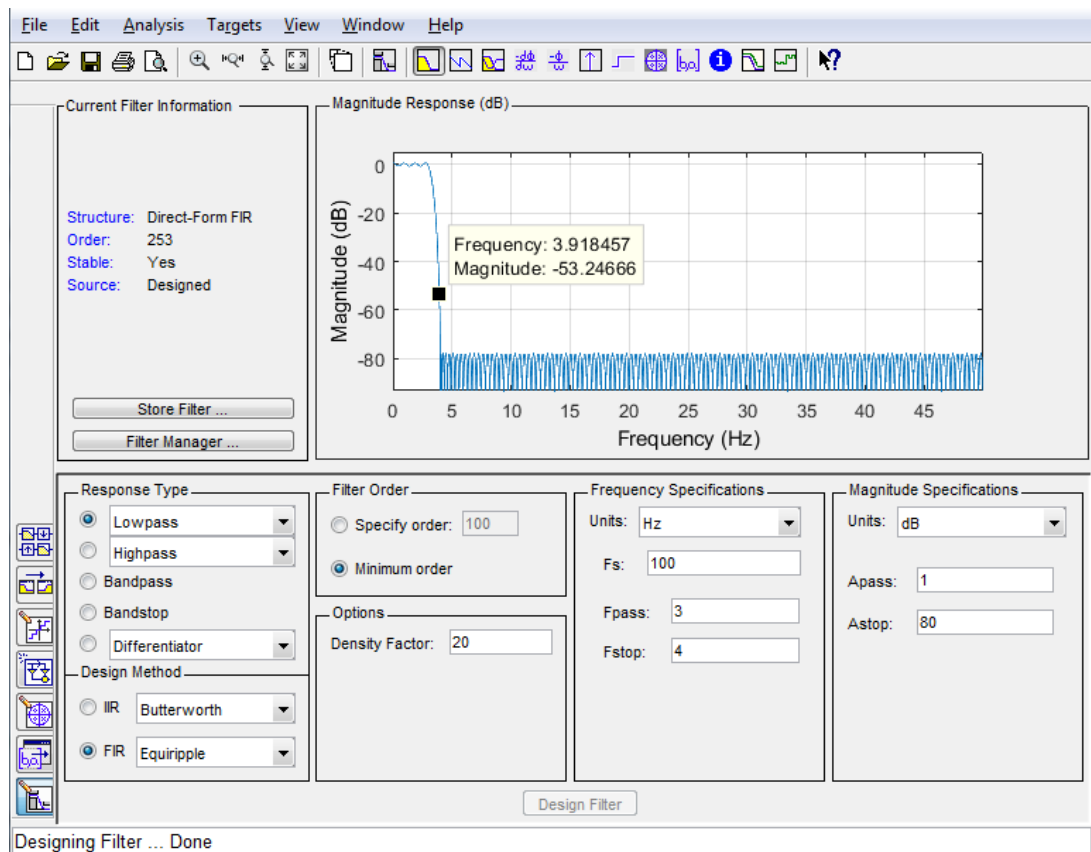 File Edit Analysis Targets View Window Help
Current Filter Information
Structure: Direct-Form FIR
Order: 253
Stable: Yes
Source: Designed
Store Filter ...
Filter Manager ...
Magnitude Response (dB)
Magnitude (dB)
0
-20
-40
-60
-80
Frequency: 3.918457
Magnitude: -53.24666
0 5 10 15 20 25 30 35 40 45
Frequency (Hz)
Response Type
Lowpass
Highpass
Bandpass
Bandstop
Differentiator
Design Method
IIR Butterworth
FIR Equiripple
Filter Order
Specify order: 100
Minimum order
Options
Density Factor: 20
Frequency Specifications
Units: Hz
Fs: 100
Fpass: 3
Fstop: 4
Magnitude Specifications
Units: dB
Apass: 1
Astop: 80
Design Filter
Designing Filter ... Done